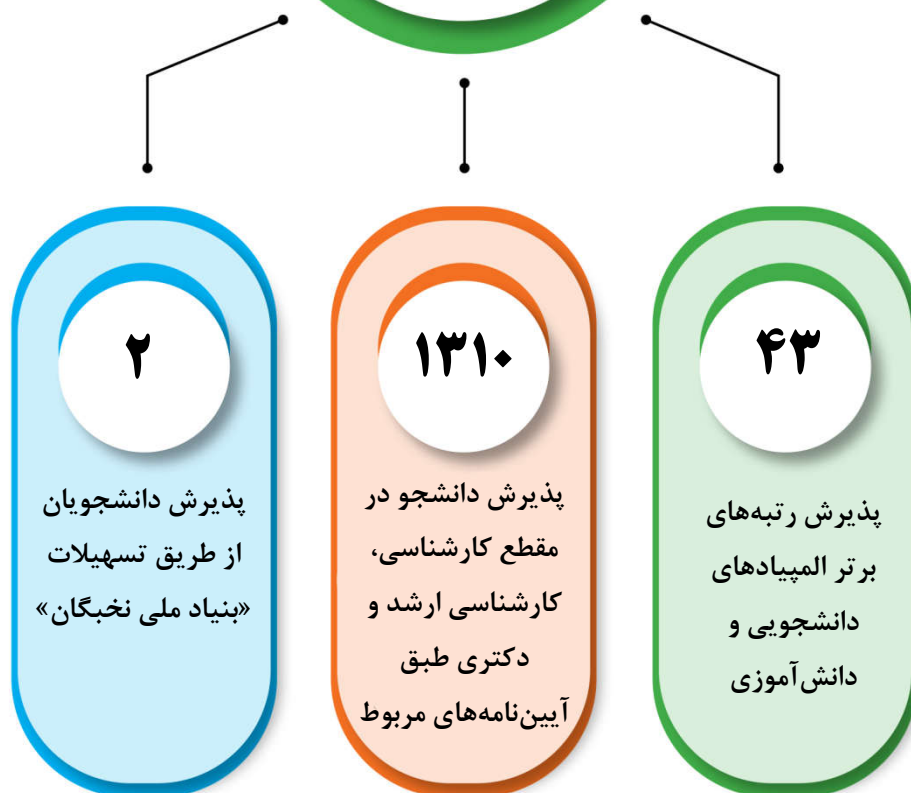 ۴۳
پذیرش رتبه‌های
برتر المپیادهای
دانشجویی و
دانش‌آموزی
۱۳۱۰
پذیرش دانشجو در
مقطع کارشناسی،
کارشناسی ارشد و
دکتری طبق
آیین‌نامه‌های مربوط
۲
پذیرش دانشجویان
از طریق تسهیلات
«بنیاد ملی نخبگان»